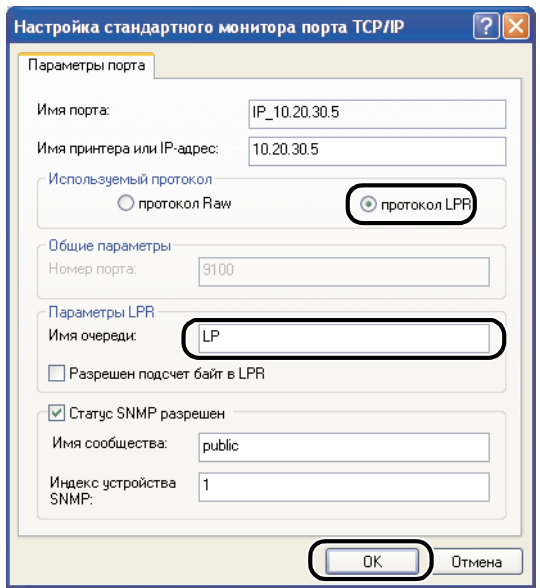 Настройка стандартного монитора порта TCP/IP
Параметры порта
Имя порта: IP_10.20.30.5
Имя принтера или IP-адрес: 10.20.30.5
Используемый протокол
протокол Raw протокол LPR
Общие параметры
Номер порта: 9100
Параметры LPR
Имя очереди: LP
Разрешен подсчет байт в LPR
Статус SNMP разрешен
Имя сообщества: public
Индекс устройства SNMP: 1
OK Отмена